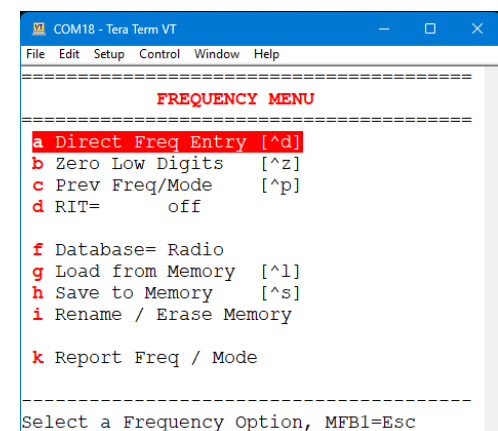 COM18 - Tera Term VT
File Edit Setup Control Window Help
==========================================
FREQUENCY MENU
==========================================
a Direct Freq Entry [^d]
b Zero Low Digits [^z]
c Prev Freq/Mode [^p]
d RIT= off
f Database= Radio
g Load from Memory [^l]
h Save to Memory [^s]
i Rename / Erase Memory
k Report Freq / Mode
------------------------------------------
Select a Frequency Option, MFB1=Esc